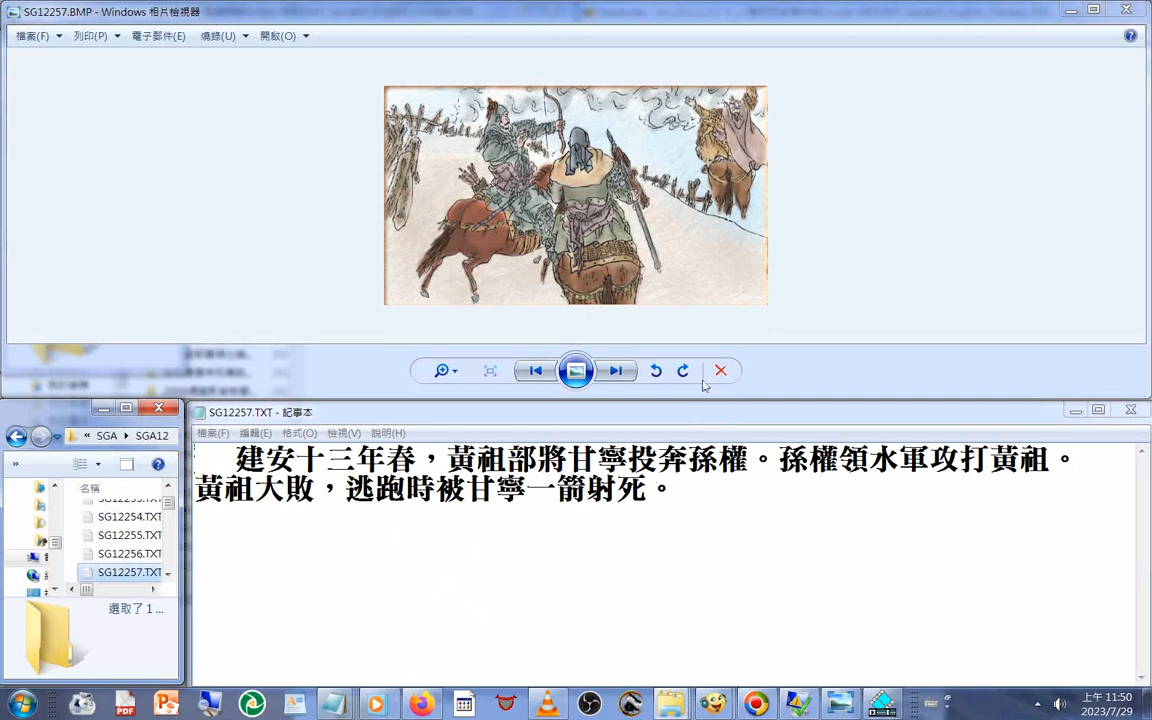 SG12257.BMP - Windows 相片檢視器
檔案(F) 列印(P) 電子郵件(E) 燒錄(U) 開啟(O)
SG12257.TXT - 記事本
« SGA SGA12
檔案(F) 編輯(E) 格式(O) 檢視(V) 說明(H)
建安十三年春，黃祖部將甘寧投奔孫權。孫權領水軍攻打黃祖。
黃祖大敗，逃跑時被甘寧一箭射死。
»
名稱
SG12254.TXT
SG12255.TXT
SG12256.TXT
SG12257.TXT
選取了 1 ...
PDF
上午 11:50
2023/7/29